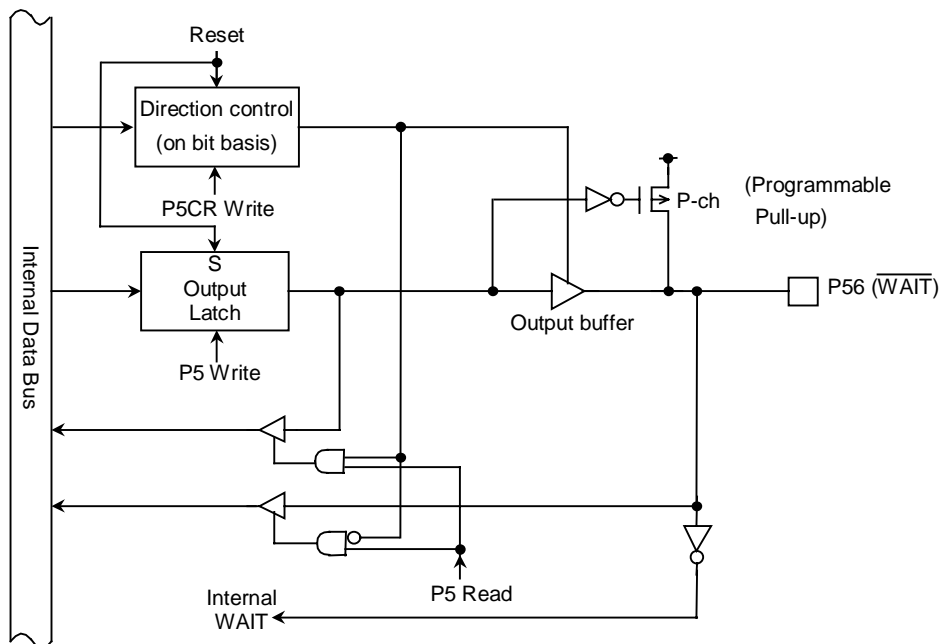 Reset
Direction control
(on bit basis)
P5CR Write
S
Output
Latch
P5 Write
Internal Data Bus
P-ch
(Programmable
Pull-up)
Output buffer
P56 (W̅A̅I̅T̅)
P5 Read
Internal
WAIT